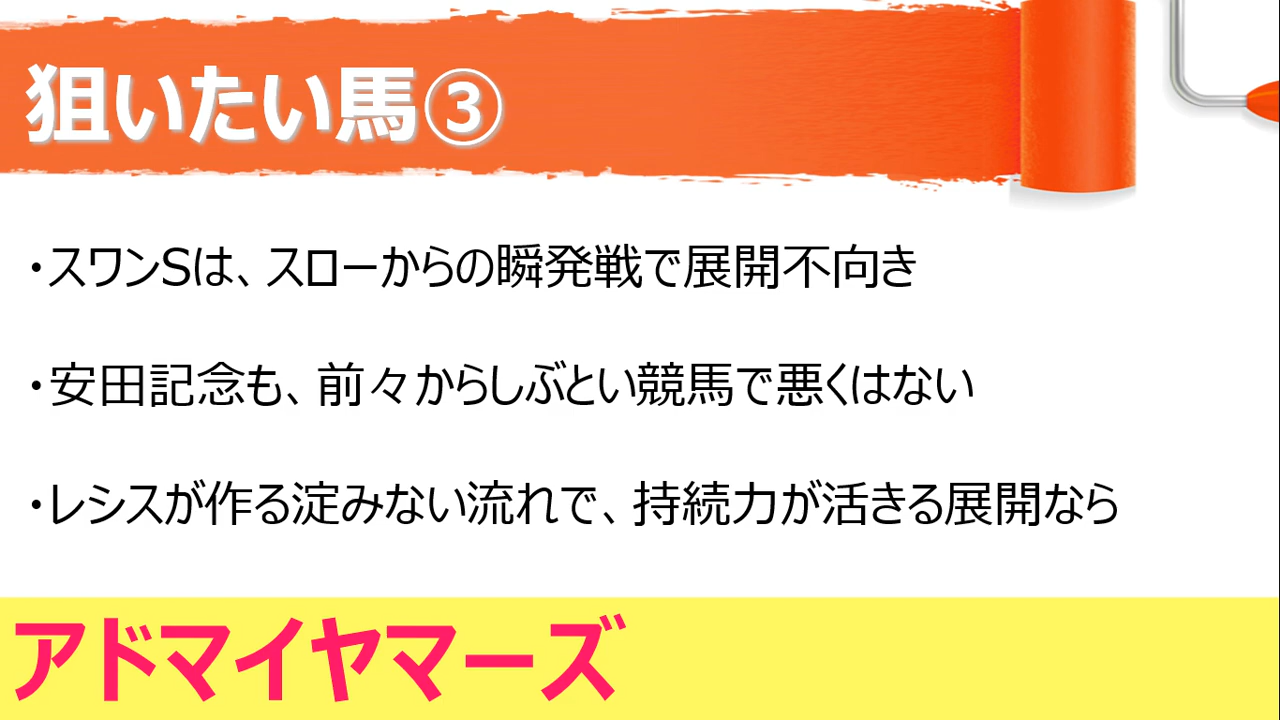 狙いたい馬③
・スワンSは、スローからの瞬発戦で展開不向き
・安田記念も、前々からしぶとい競馬で悪くはない
・レシスが作る淀みない流れで、持続力が活きる展開なら
アドマイヤマーズ